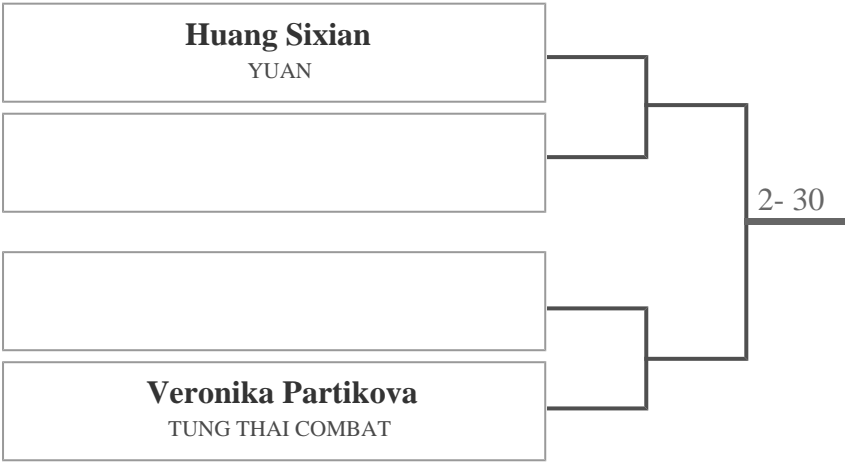 Huang Sixian
YUAN
2- 30
Veronika Partikova
TUNG THAI COMBAT